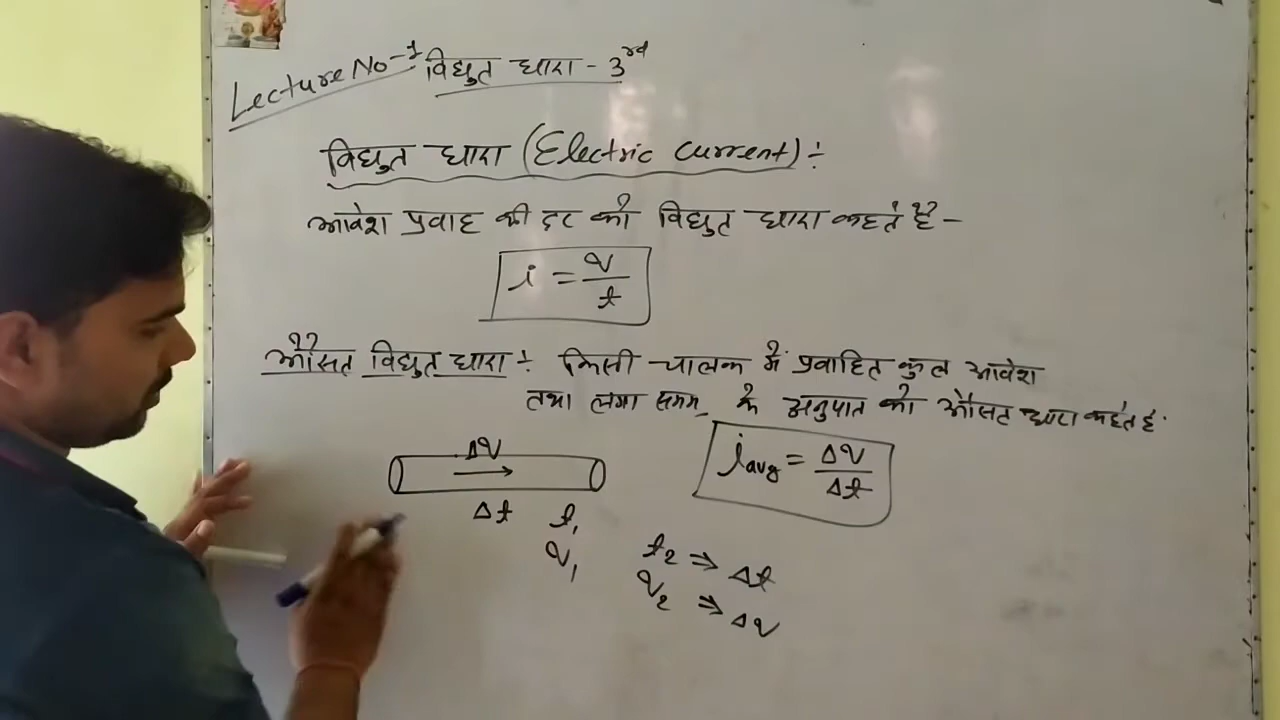 Lecture No-1 विद्युत धारा - 3rd
विद्युत धारा (Electric Current) ÷
आवेश प्रवाह की दर को विद्युत धारा कहते है -
i = q/t
औसत विद्युत धारा ÷ किसी चालक में प्रवाहित कुल आवेश
तथा लगा समय के अनुपात को औसत धारा कहते है.
Δq
i avg = Δq/Δt
Δt t₁
q₁
t₂ ⇒ Δt
q₂ ⇒ Δq